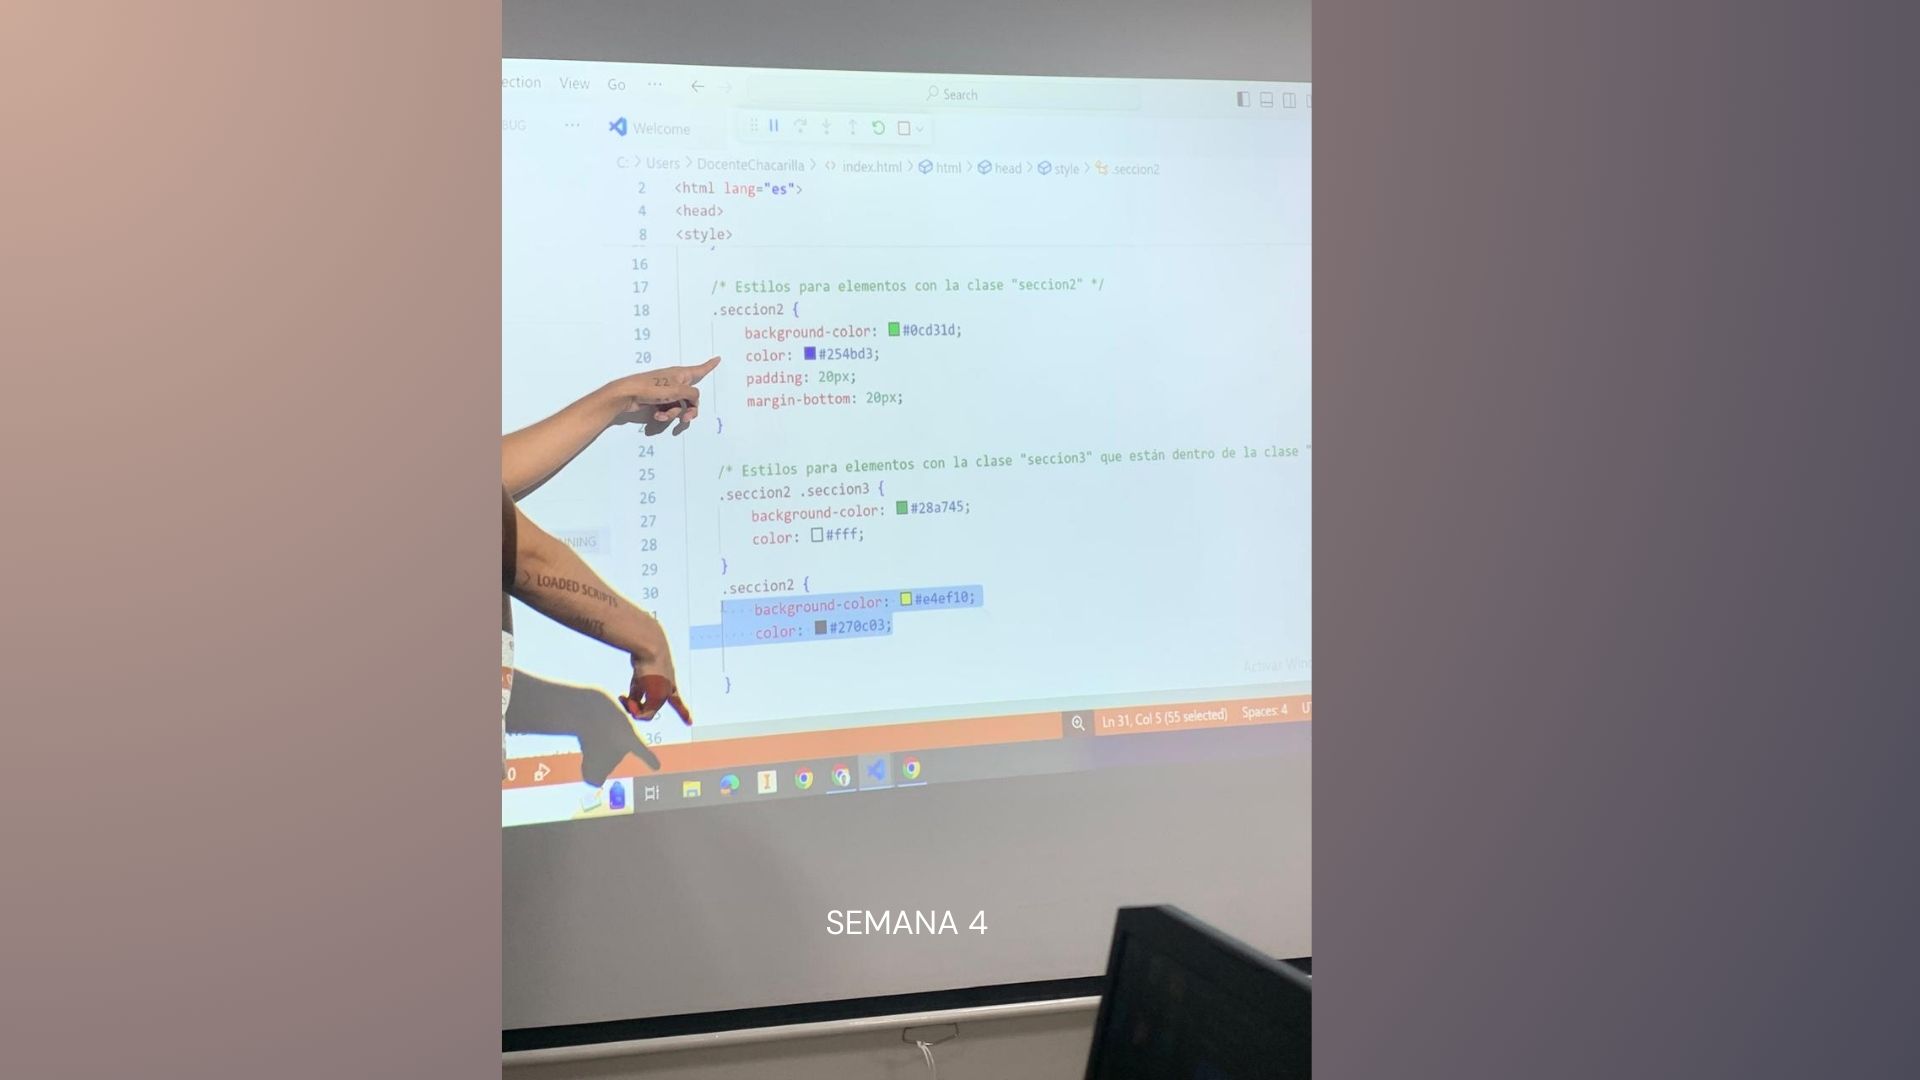 View Go ...
Search
Welcome
C: > Users > DocenteChacarilla > index.html > html > head > style > .seccion2
2 <html lang="es">
4 <head>
8 <style>
16
17 /* Estilos para elementos con la clase "seccion2" */
18 .seccion2 {
19 background-color: #0cd31d;
20 color: #254bd3;
padding: 20px;
22 margin-bottom: 20px;
}
24
25 /* Estilos para elementos con la clase "seccion3" que están dentro de la clase "
26 .seccion2 .seccion3 {
27 background-color: #28a745;
28 color: #fff;
29 }
30 .seccion2 {
background-color: #e4ef10;
color: #270c03;
}
36
> LOADED SCRIPTS
Activar
Ln 31, Col 5 (55 selected) Spaces: 4
0
SEMANA 4